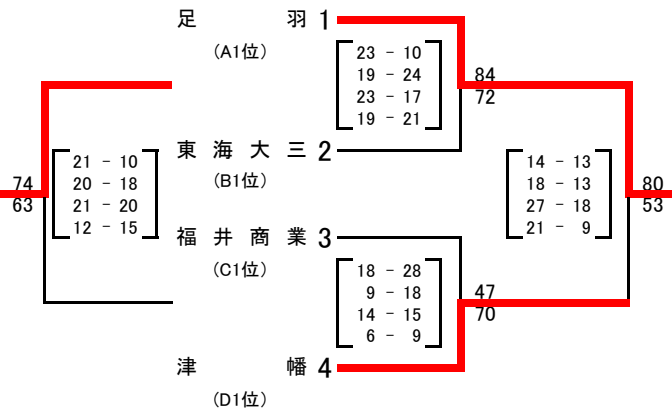 足羽 1
(A1位)
23 - 10
19 - 24
23 - 17
19 - 21
84
72
東海大三 2
(B1位)
21 - 10
20 - 18
21 - 20
12 - 15
74
63
14 - 13
18 - 13
27 - 18
21 - 9
80
53
福井商業 3
(C1位)
18 - 28
9 - 18
14 - 15
6 - 9
47
70
津幡 4
(D1位)